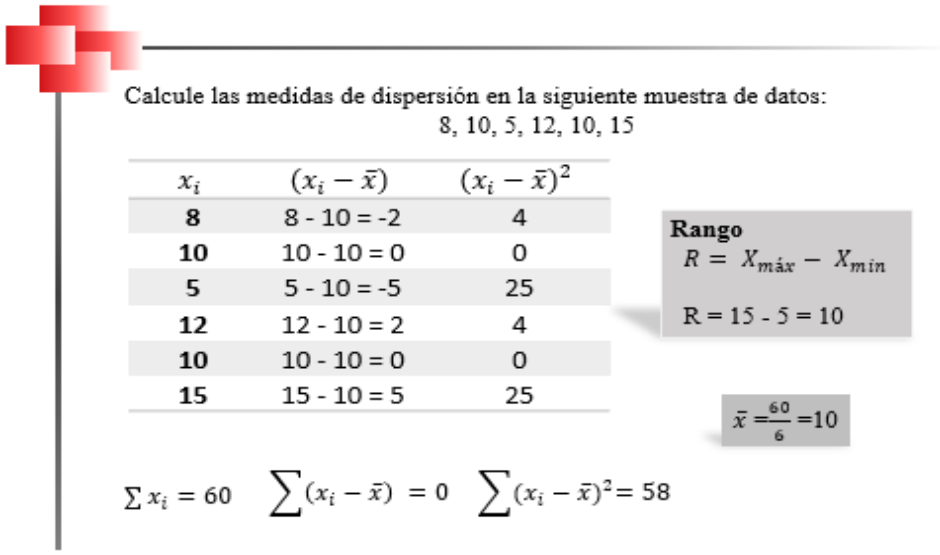 Calcule las medidas de dispersión en la siguiente muestra de datos:
8, 10, 5, 12, 10, 15
xᵢ (xᵢ − x̄) (xᵢ − x̄)²
8 8 - 10 = -2 4
10 10 - 10 = 0 0
5 5 - 10 = -5 25
12 12 - 10 = 2 4
10 10 - 10 = 0 0
15 15 - 10 = 5 25
Rango
R = Xmáx − Xmin
R = 15 - 5 = 10
x̄ = 60/6 = 10
∑ xᵢ = 60 ∑(xᵢ − x̄) = 0 ∑(xᵢ − x̄)² = 58